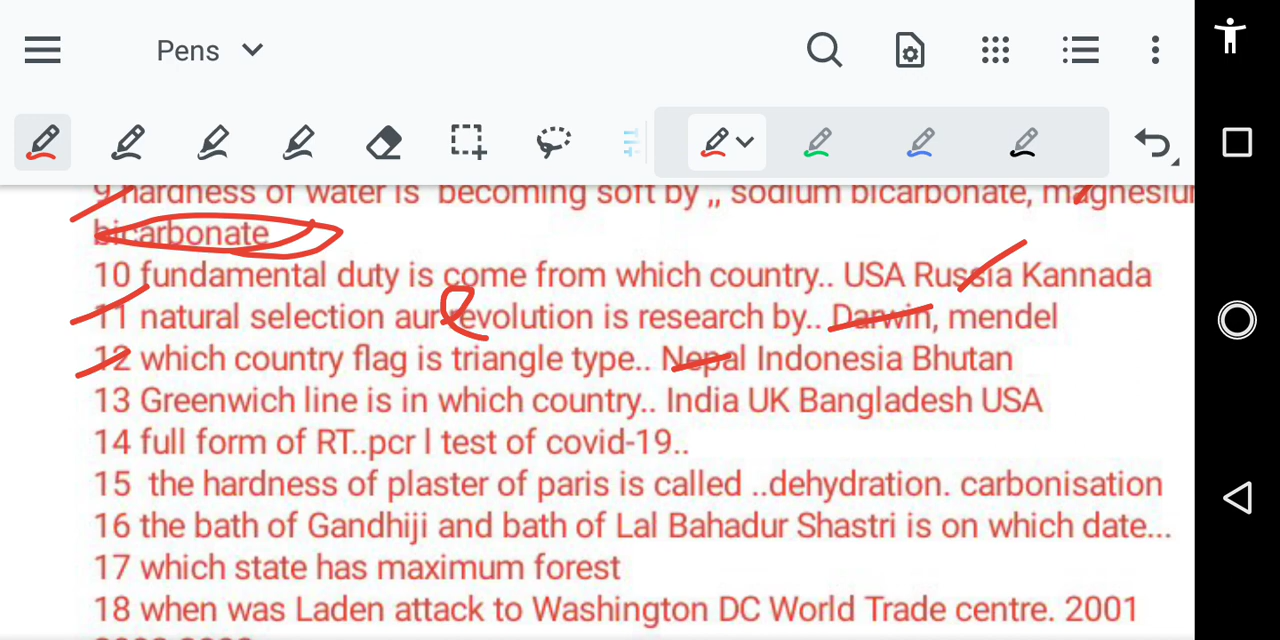 Pens
9 hardness of water is becoming soft by ,, sodium bicarbonate, magnesium
bicarbonate
10 fundamental duty is come from which country.. USA Russia Kannada
11 natural selection aur evolution is research by.. Darwin, mendel
12 which country flag is triangle type.. Nepal Indonesia Bhutan
13 Greenwich line is in which country.. India UK Bangladesh USA
14 full form of RT..pcr l test of covid-19..
15 the hardness of plaster of paris is called ..dehydration. carbonisation
16 the bath of Gandhiji and bath of Lal Bahadur Shastri is on which date...
17 which state has maximum forest
18 when was Laden attack to Washington DC World Trade centre. 2001